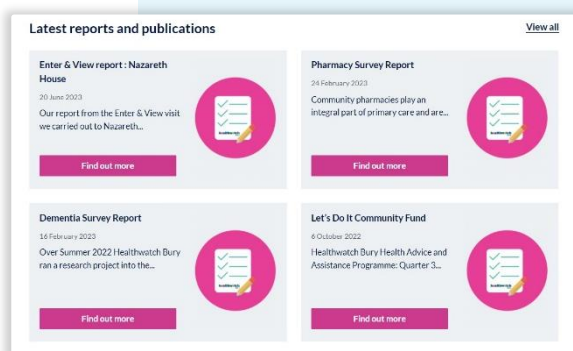 Latest reports and publications
View all
Enter & View report : Nazareth
House
20 June 2023
Our report from the Enter & View visit
we carried out to Nazareth...
Find out more
Pharmacy Survey Report
24 February 2023
Community pharmacies play an
integral part of primary care and are...
Find out more
Dementia Survey Report
16 February 2023
Over Summer 2022 Healthwatch Bury
ran a research project into the...
Find out more
Let's Do It Community Fund
6 October 2022
Healthwatch Bury Health Advice and
Assistance Programme: Quarter 3...
Find out more